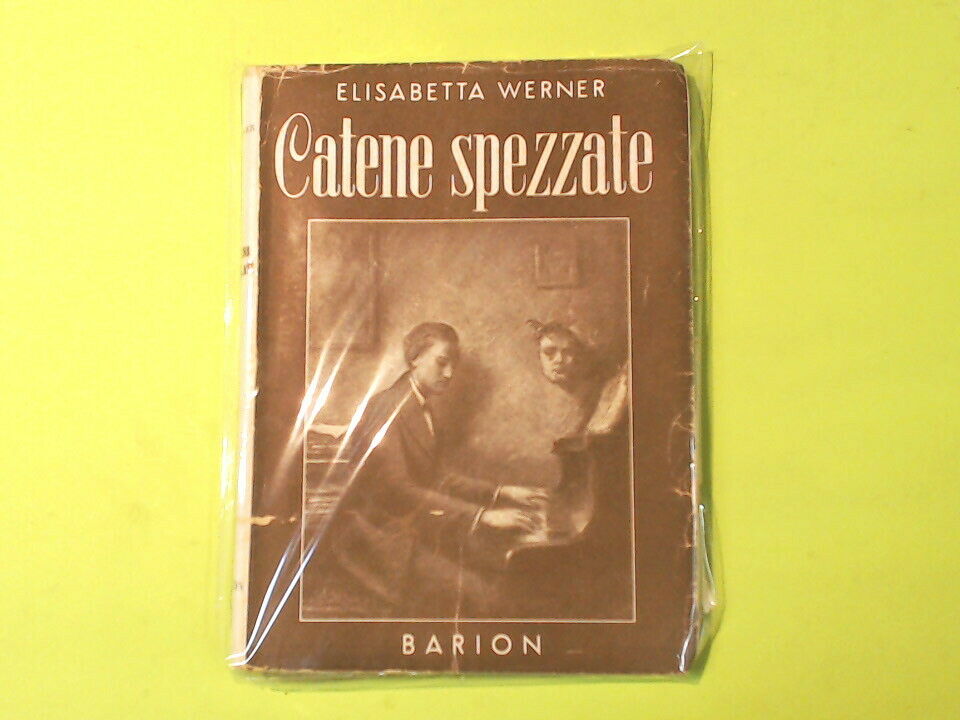 ELISABETTA WERNER
Catene spezzate
BARION